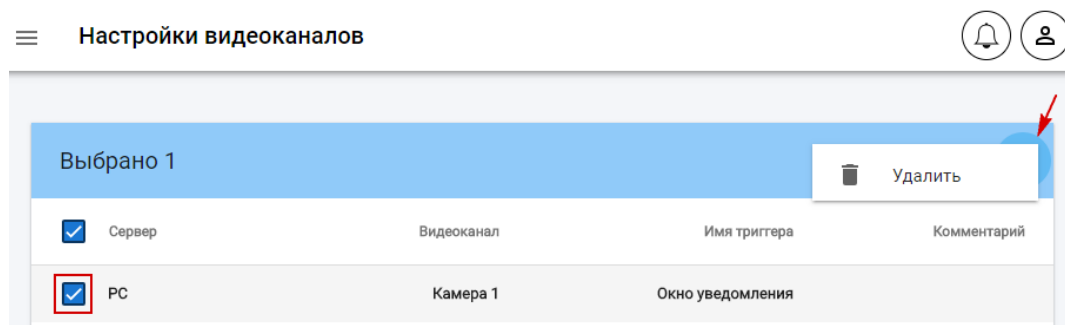 Настройки видеоканалов
Выбрано 1
Удалить
Сервер Видеоканал Имя триггера Комментарий
PC Камера 1 Окно уведомления